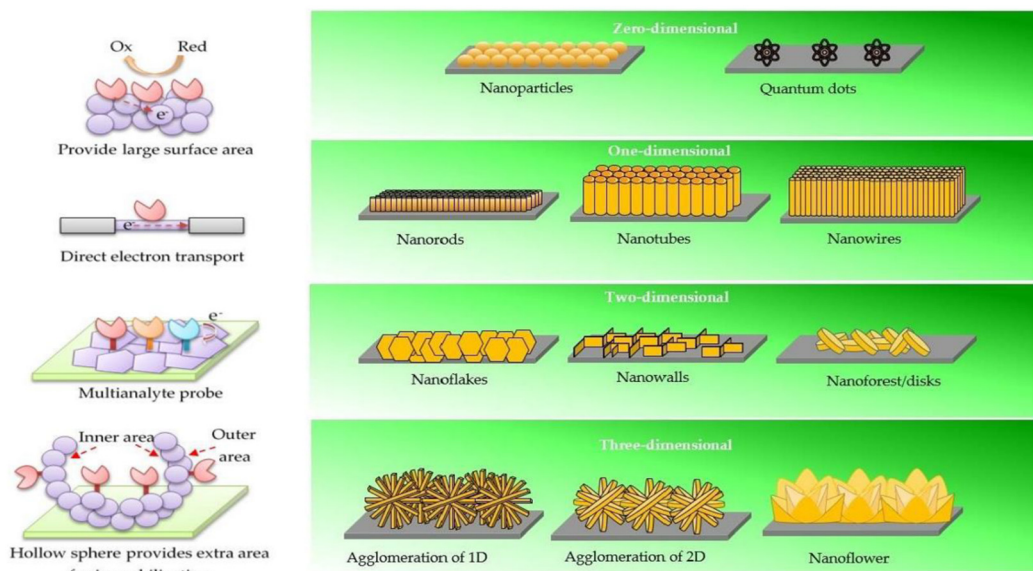 Ox Red
e-
Provide large surface area
e-
Direct electron transport
e-
Multianalyte probe
Inner area
Outer
area
Hollow sphere provides extra area
Zero-dimensional
Nanoparticles
Quantum dots
One-dimensional
Nanorods
Nanotubes
Nanowires
Two-dimensional
Nanoflakes
Nanowalls
Nanoforest/disks
Three-dimensional
Agglomeration of 1D
Agglomeration of 2D
Nanoflower